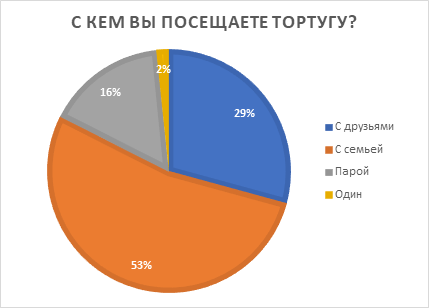 С КЕМ ВЫ ПОСЕЩАЕТЕ ТОРТУГУ?
2%
16%
29%
53%
С друзьями
С семьей
Парой
Один